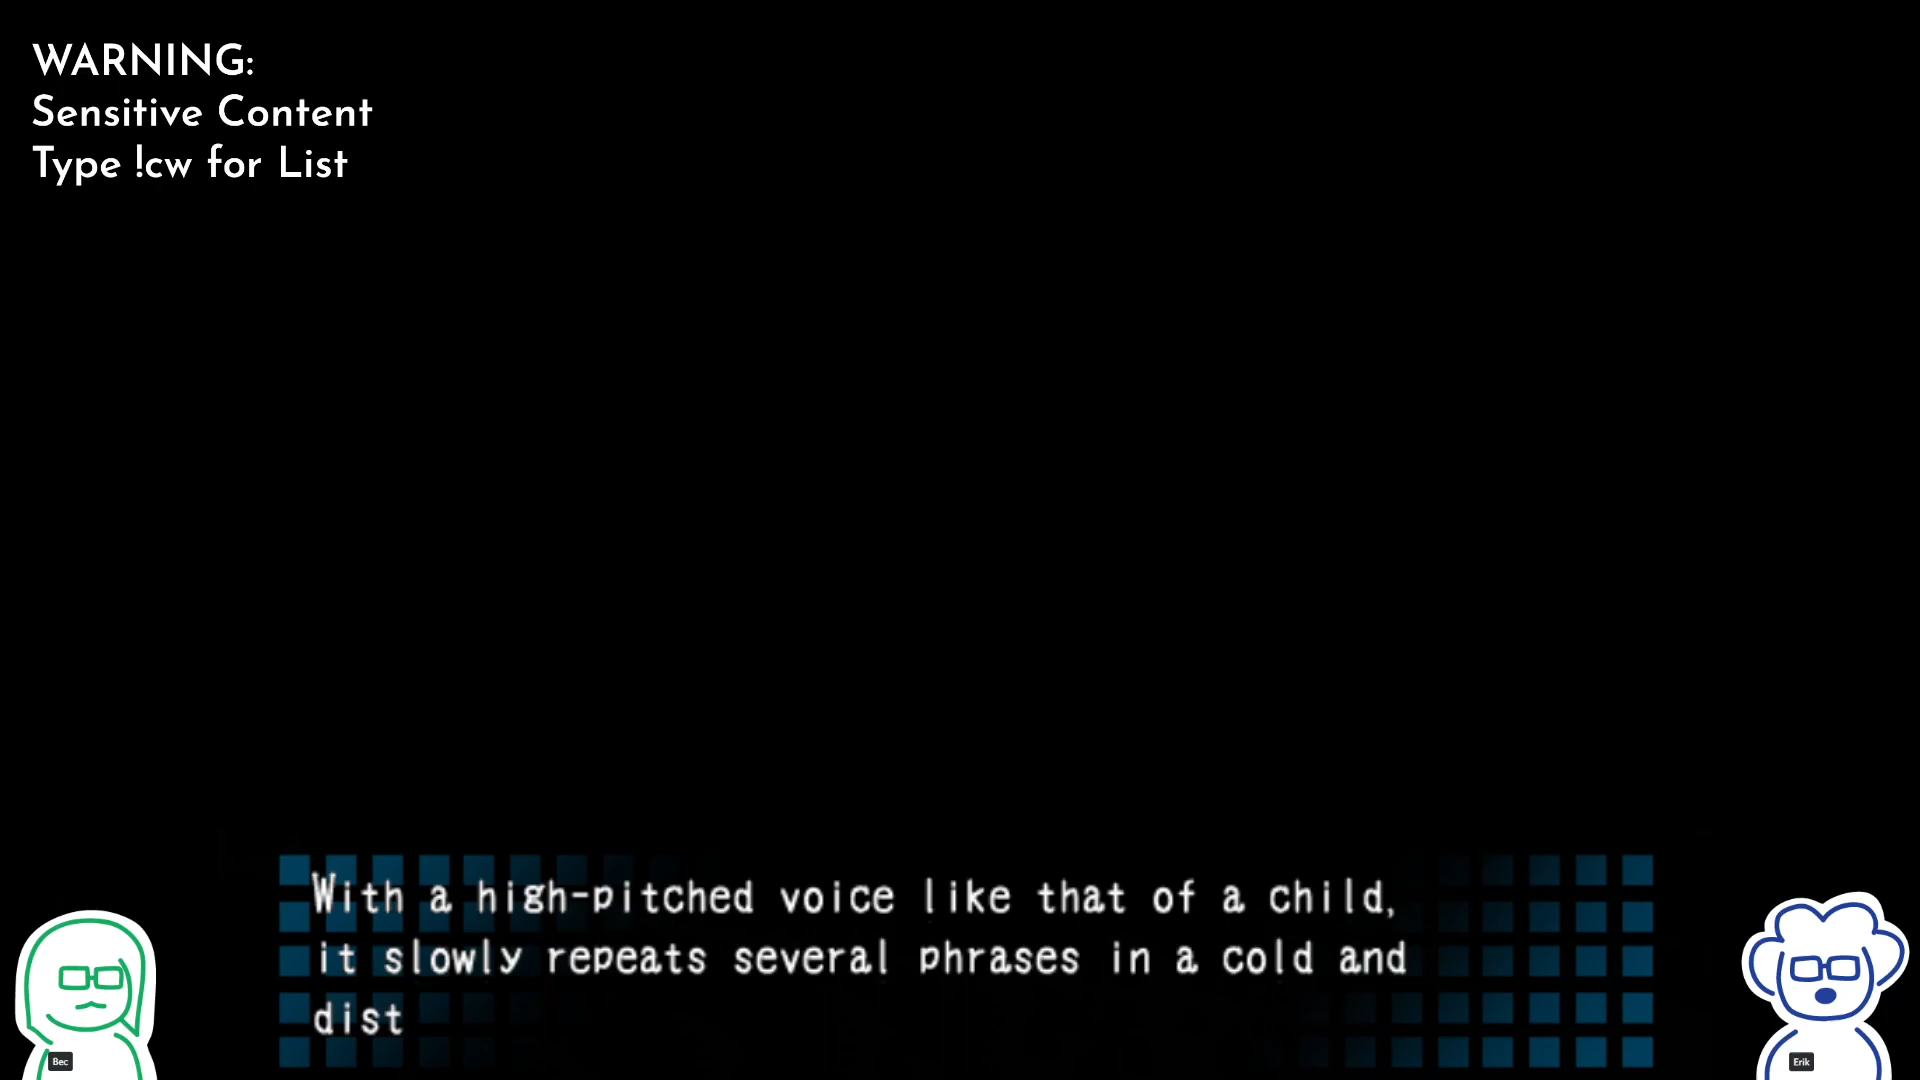 WARNING:
Sensitive Content
Type !cw for List
With a high-pitched voice like that of a child,
it slowly repeats several phrases in a cold and
dist
Bec
Erik